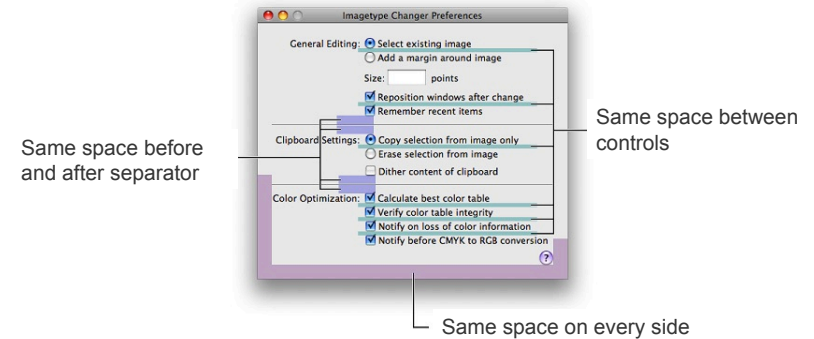 Imagetype Changer Preferences
General Editing: Select existing image
Add a margin around image
Size: points
Reposition windows after change
Remember recent items
Clipboard Settings: Copy selection from image only
Erase selection from image
Dither content of clipboard
Color Optimization: Calculate best color table
Verify color table integrity
Notify on loss of color information
Notify before CMYK to RGB conversion
?
Same space before
and after separator
Same space between
controls
Same space on every side